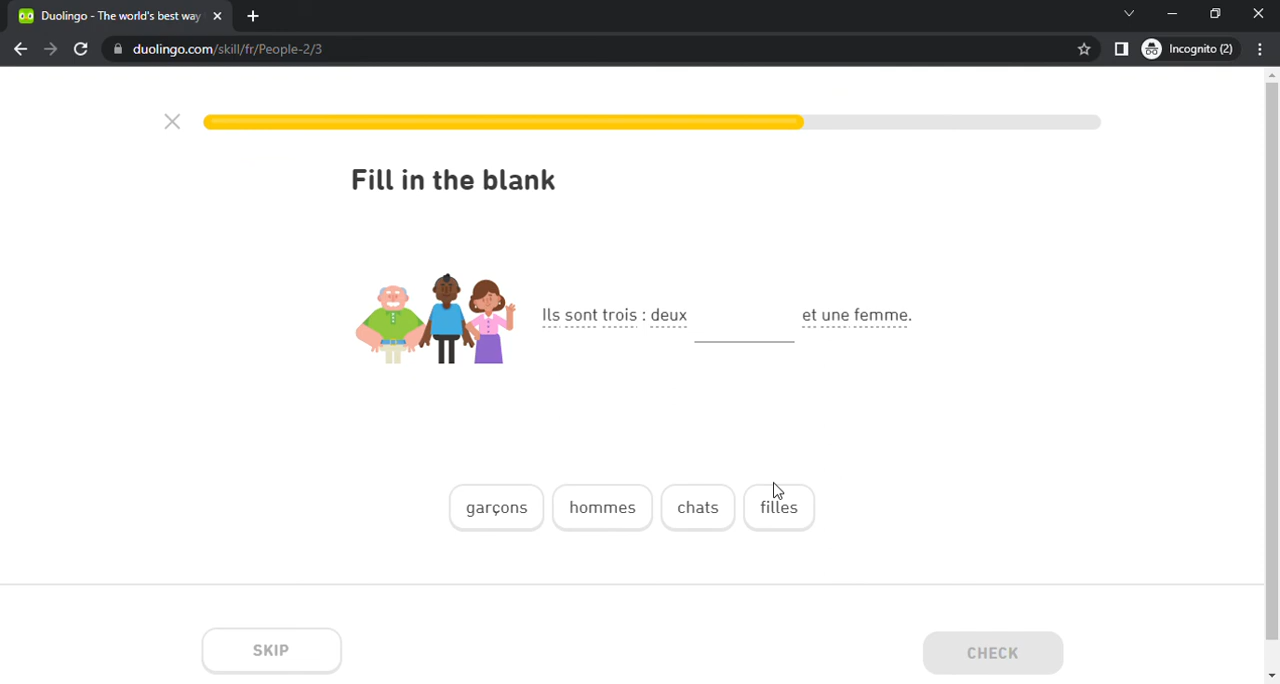 Duolingo - The world's best way
duolingo.com/skill/fr/People-2/3
Incognito (2)
Fill in the blank
Ils sont trois : deux ________ et une femme.
garçons hommes chats filles
SKIP CHECK